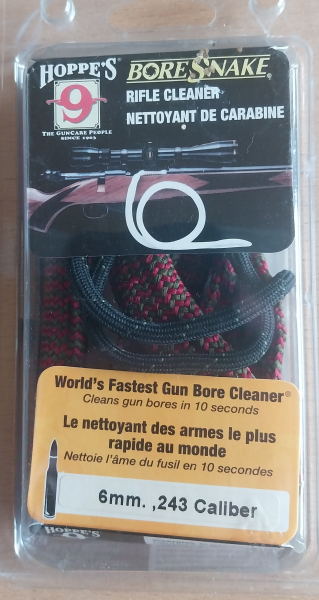 HOPPE'S
9
THE GUNCARE PEOPLE
SINCE 1903
BORESNAKE
RIFLE CLEANER
NETTOYANT DE CARABINE
6
World's Fastest Gun Bore Cleaner®
Cleans gun bores in 10 seconds
Le nettoyant des armes le plus
rapide au monde
Nettoie l'âme du fusil en 10 secondes
6mm. ,243 Caliber
HOPPE'S